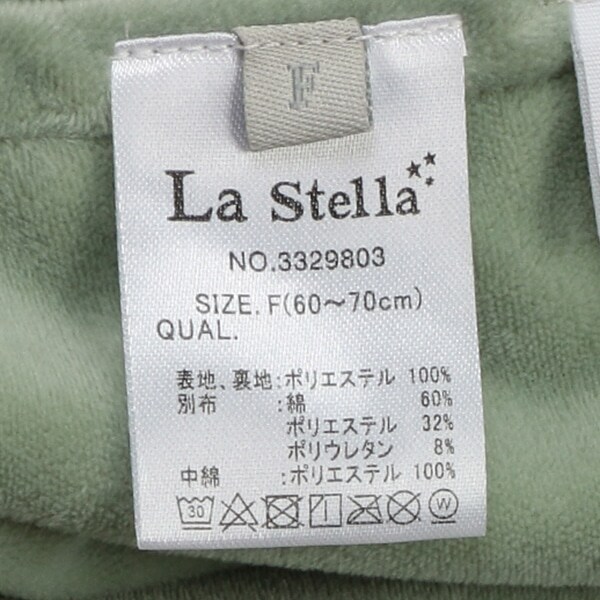 F
La Stella
NO.3329803
SIZE. F(60～70cm)
QUAL.
表地、裏地:ポリエステル 100%
別布 :綿 60%
ポリエステル 32%
ポリウレタン 8%
中綿 :ポリエステル 100%
30 W